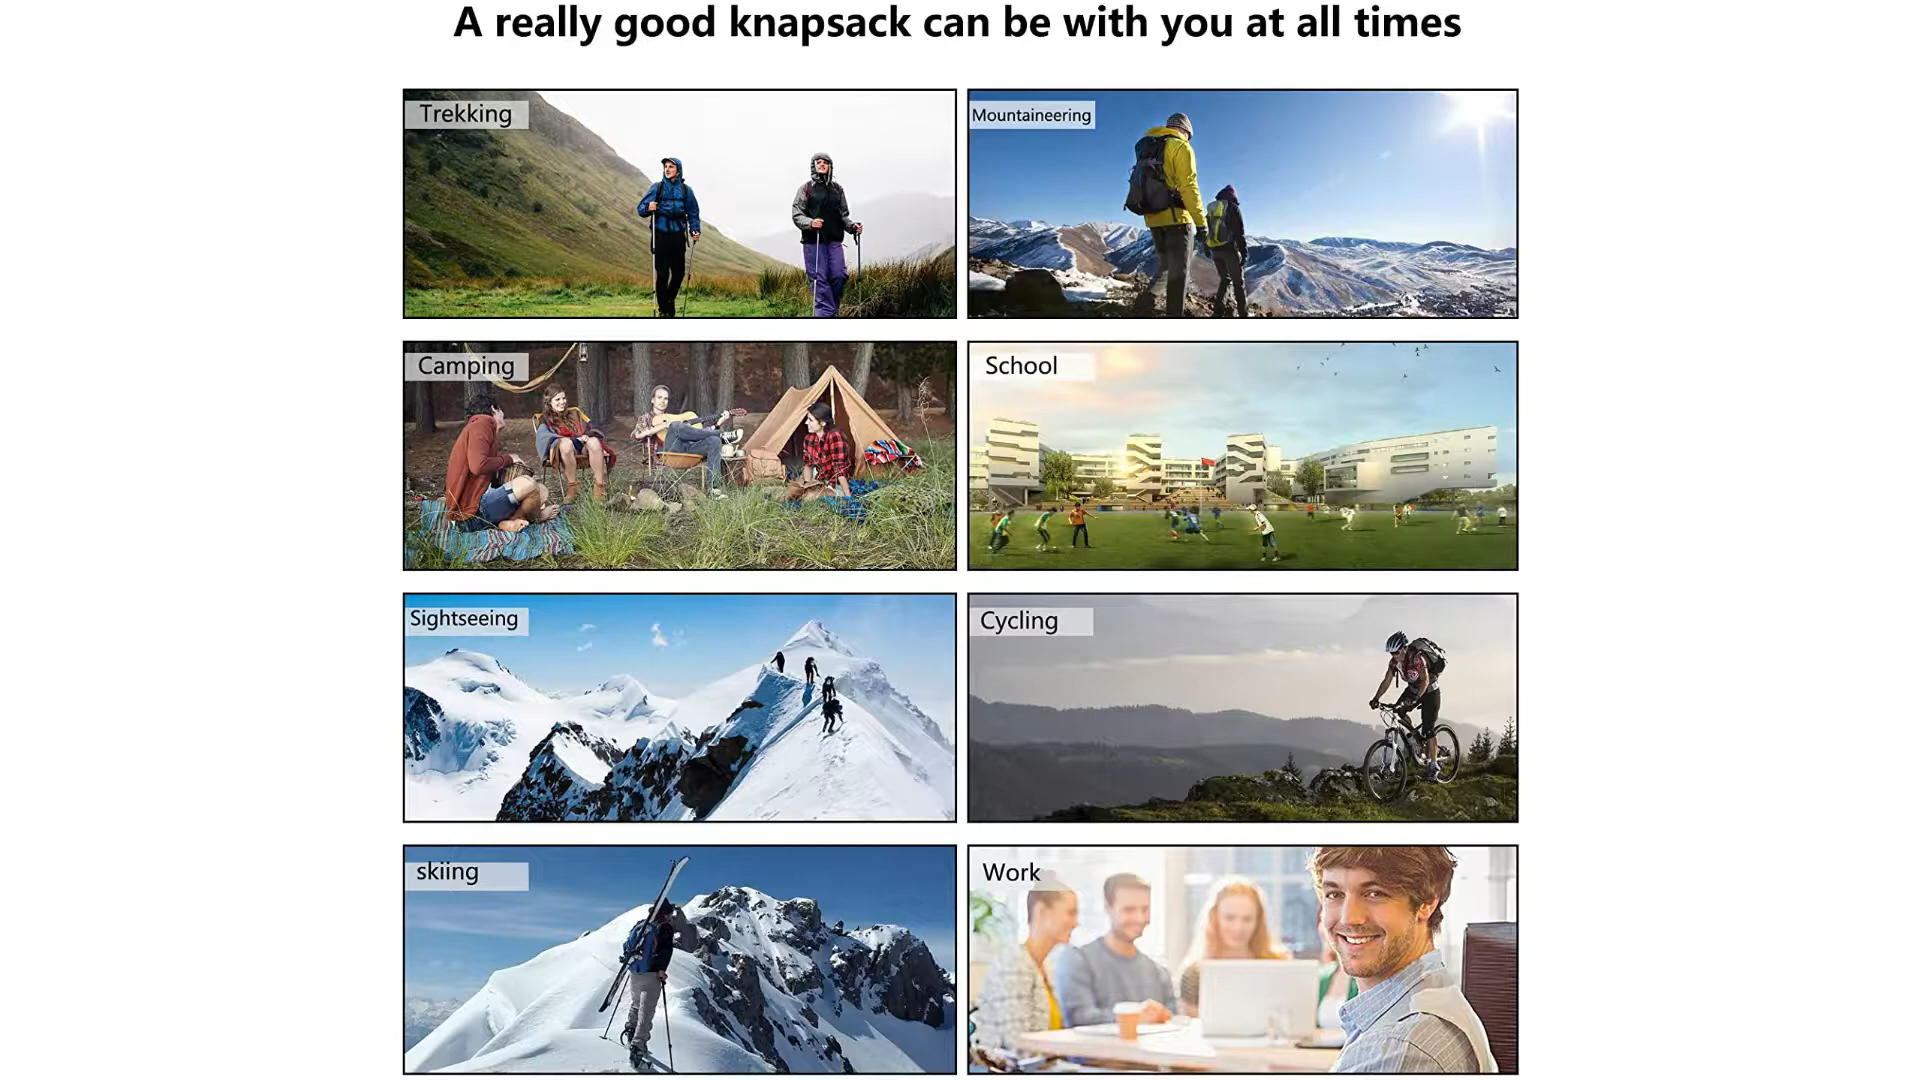 A really good knapsack can be with you at all times
Trekking
Mountaineering
Camping
School
Sightseeing
Cycling
skiing
Work